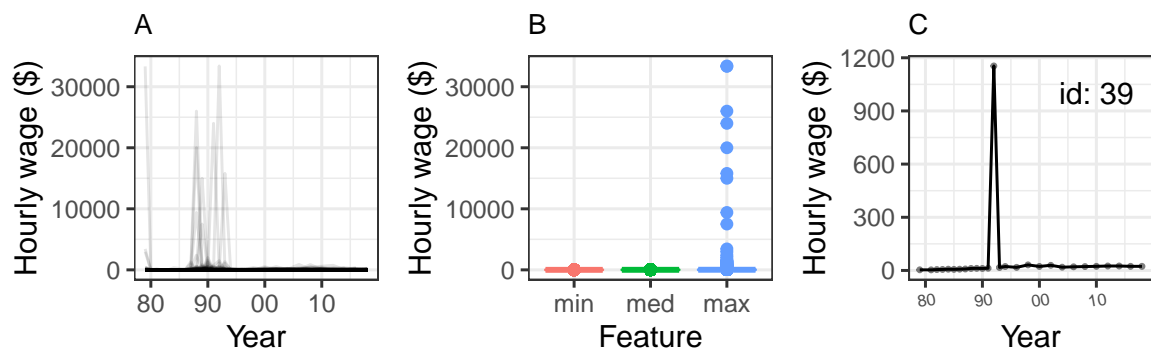 A
Hourly wage ($)
30000
20000
10000
0
80 90 00 10
Year
B
Hourly wage ($)
30000
20000
10000
0
min med max
Feature
C
Hourly wage ($)
1200
900
600
300
0
id: 39
80 90 00 10
Year